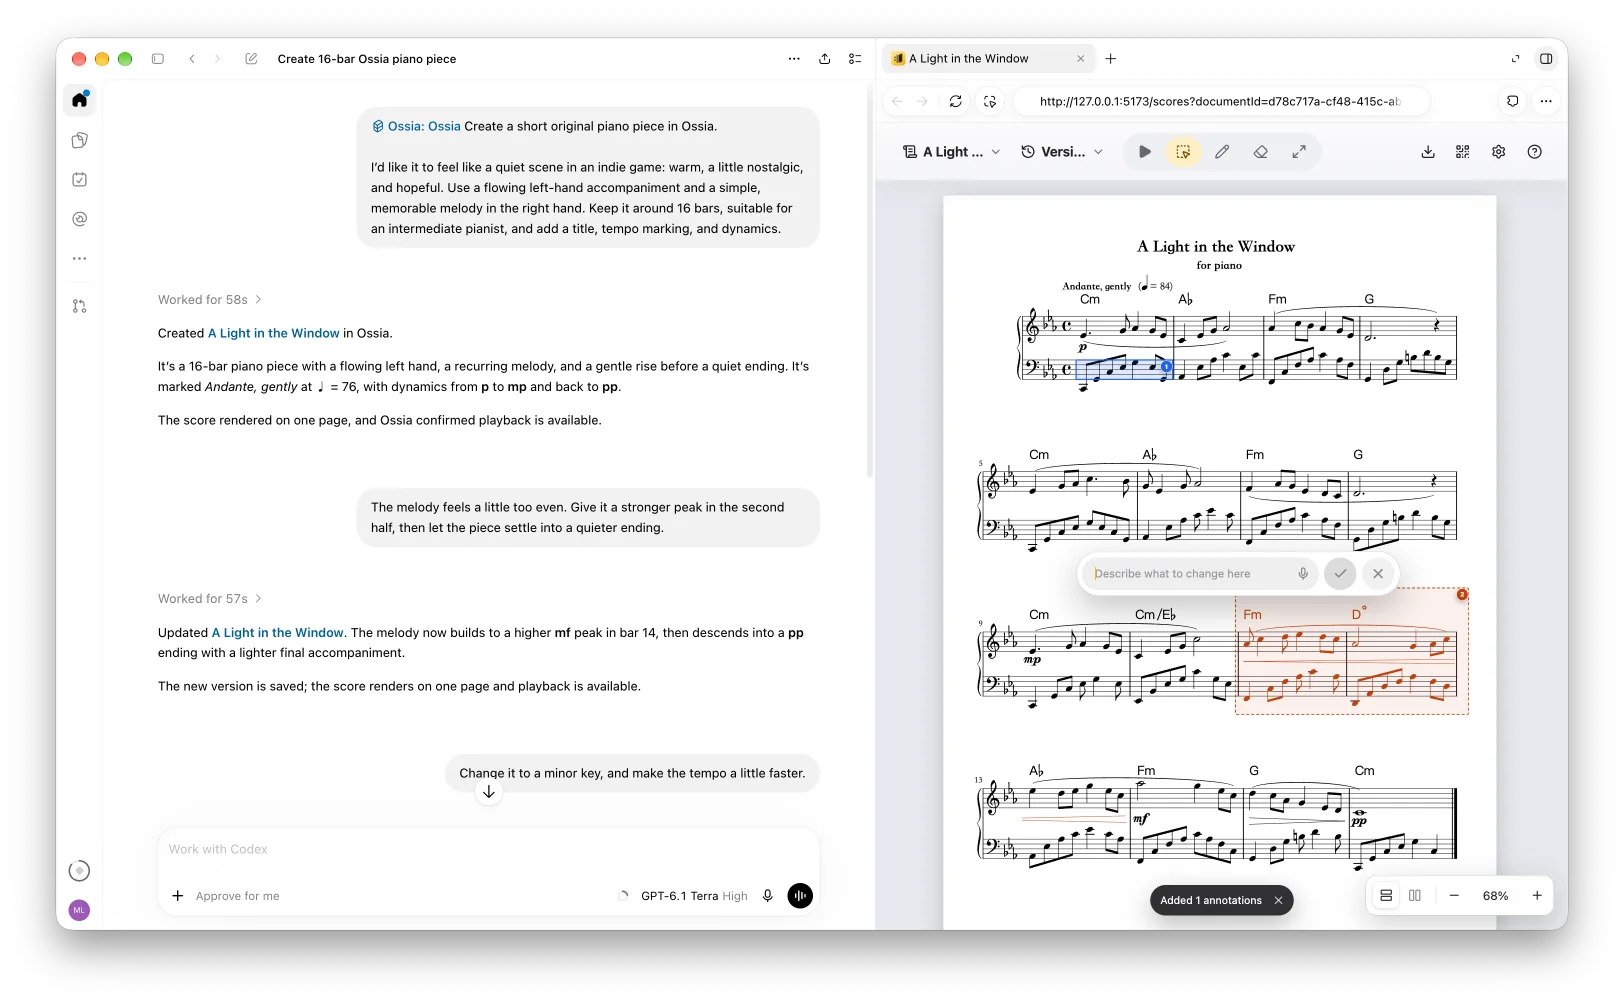 Create 16-bar Ossia piano piece
Ossia: Ossia Create a short original piano piece in Ossia.
I'd like it to feel like a quiet scene in an indie game: warm, a little nostalgic,
and hopeful. Use a flowing left-hand accompaniment and a simple,
memorable melody in the right hand. Keep it around 16 bars, suitable for
an intermediate pianist, and add a title, tempo marking, and dynamics.
Worked for 58s
Created A Light in the Window in Ossia.
It's a 16-bar piano piece with a flowing left hand, a recurring melody, and a gentle rise before a quiet ending. It's
marked Andante, gently at ♩ = 76, with dynamics from p to mp and back to pp.
The score rendered on one page, and Ossia confirmed playback is available.
The melody feels a little too even. Give it a stronger peak in the second
half, then let the piece settle into a quieter ending.
Worked for 57s
Updated A Light in the Window. The melody now builds to a higher mf peak in bar 14, then descends into a pp
ending with a lighter final accompaniment.
The new version is saved; the score renders on one page and playback is available.
Change it to a minor key, and make the tempo a little faster.
Work with Codex
Approve for me
GPT-6.1 Terra High
ML
A Light in the Window
http://127.0.0.1:5173/scores?documentId=d78c717a-cf48-415c-ab
A Light ...
Versi...
A Light in the Window
for piano
Andante, gently (♩ = 84)
Cm A♭ Fm G
p
1
5
Cm A♭ Fm G
Describe what to change here
2
9
Cm Cm/E♭ Fm D°
mp
13
A♭ Fm G Cm
mf
pp
Added 1 annotations
68%